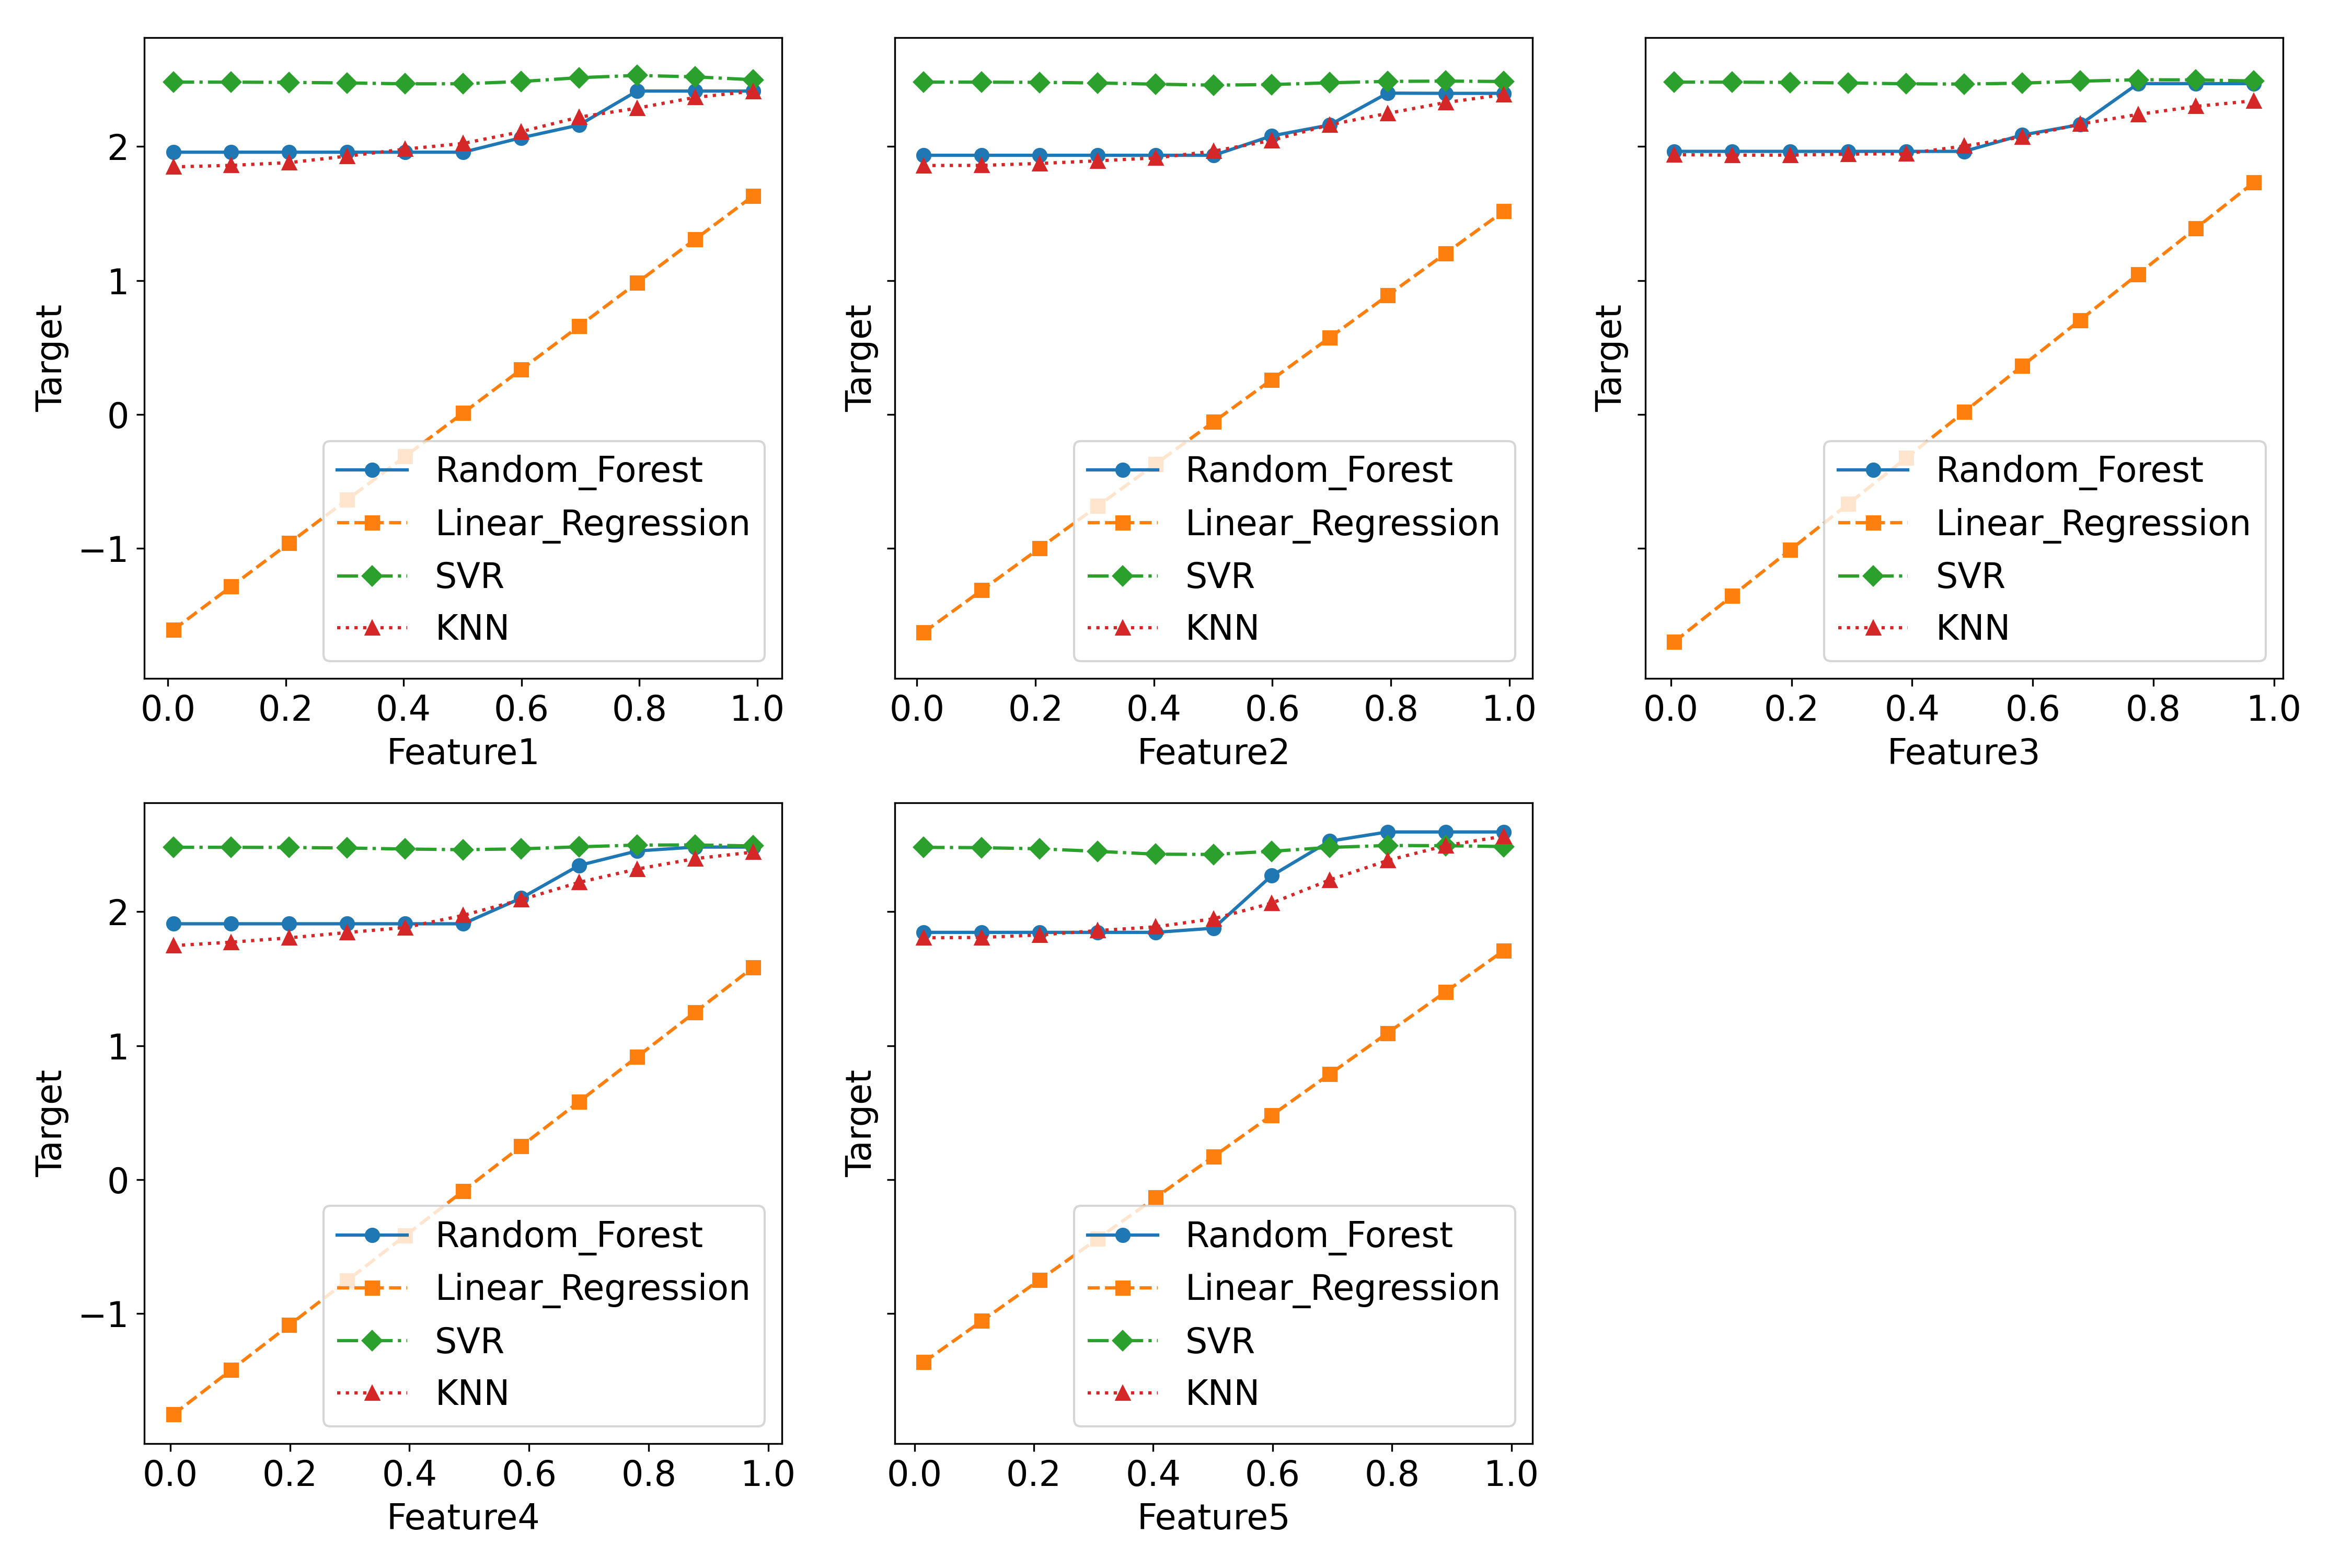 Target
2
1
0
−1
Random_Forest
Linear_Regression
SVR
KNN
0.0 0.2 0.4 0.6 0.8 1.0
Feature1
Target
Random_Forest
Linear_Regression
SVR
KNN
0.0 0.2 0.4 0.6 0.8 1.0
Feature2
Target
Random_Forest
Linear_Regression
SVR
KNN
0.0 0.2 0.4 0.6 0.8 1.0
Feature3
Target
2
1
0
−1
Random_Forest
Linear_Regression
SVR
KNN
0.0 0.2 0.4 0.6 0.8 1.0
Feature4
Target
Random_Forest
Linear_Regression
SVR
KNN
0.0 0.2 0.4 0.6 0.8 1.0
Feature5